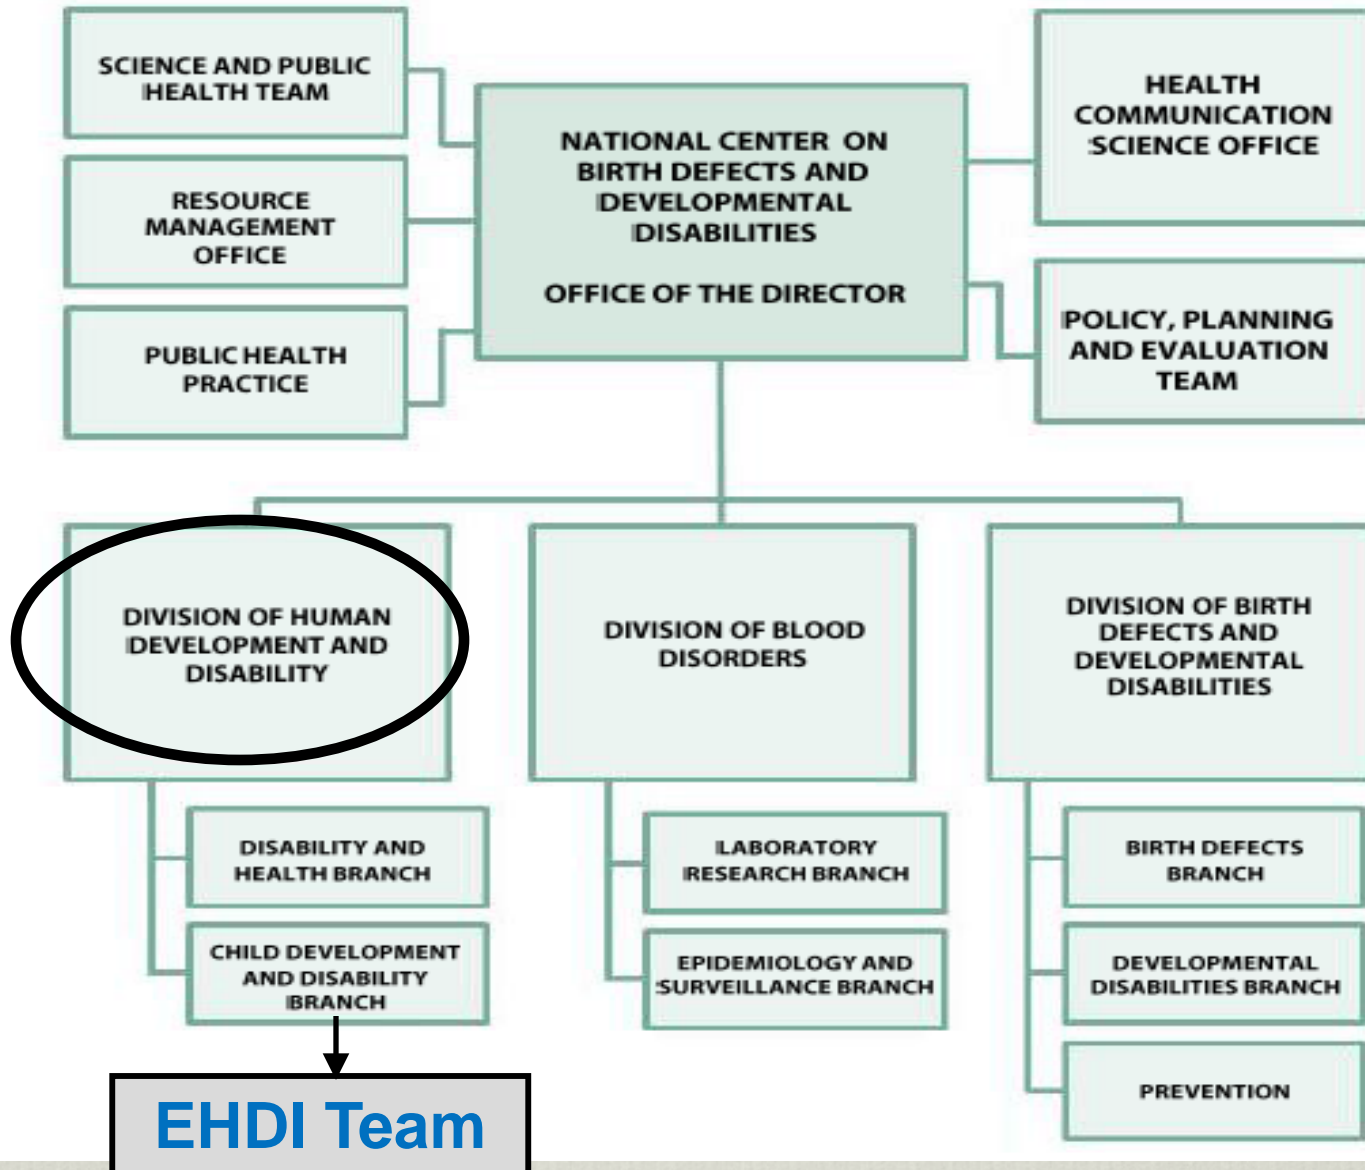 SCIENCE AND PUBLIC
HEALTH TEAM
RESOURCE
MANAGEMENT
OFFICE
PUBLIC HEALTH
PRACTICE
NATIONAL CENTER ON
BIRTH DEFECTS AND
DEVELOPMENTAL
DISABILITIES
OFFICE OF THE DIRECTOR
HEALTH
COMMUNICATION
SCIENCE OFFICE
POLICY, PLANNING
AND EVALUATION
TEAM
DIVISION OF HUMAN
DEVELOPMENT AND
DISABILITY
DISABILITY AND
HEALTH BRANCH
CHILD DEVELOPMENT
AND DISABILITY
BRANCH
EHDI Team
DIVISION OF BLOOD
DISORDERS
LABORATORY
RESEARCH BRANCH
EPIDEMIOLOGY AND
SURVEILLANCE BRANCH
DIVISION OF BIRTH
DEFECTS AND
DEVELOPMENTAL
DISABILITIES
BIRTH DEFECTS
BRANCH
DEVELOPMENTAL
DISABILITIES BRANCH
PREVENTION